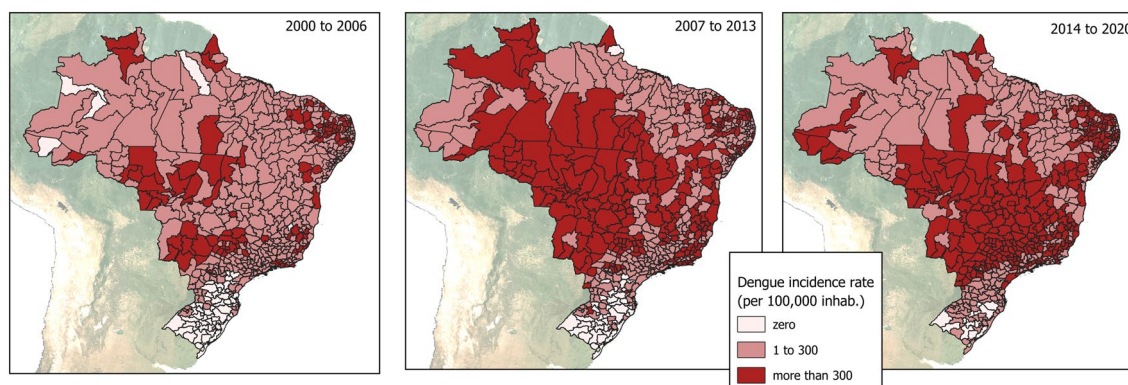 2000 to 2006
2007 to 2013
2014 to 2020
Dengue incidence rate
(per 100,000 inhab.)
zero
1 to 300
more than 300